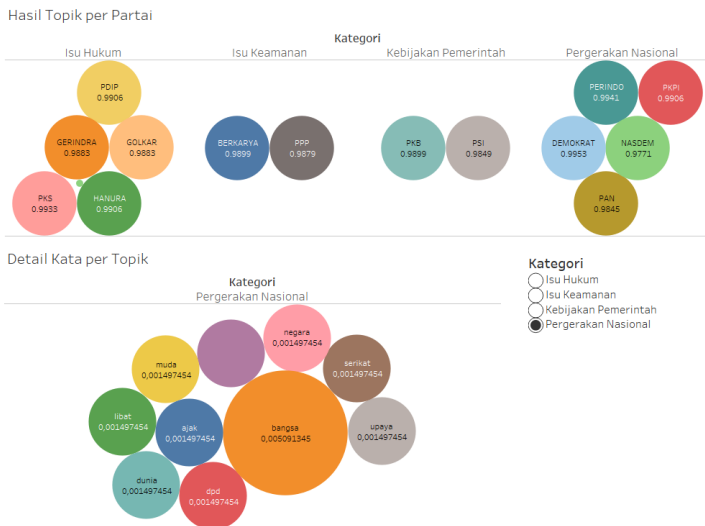 Hasil Topik per Partai
Kategori
Isu Hukum
Isu Keamanan
Kebijakan Pemerintah
Pergerakan Nasional
PDIP
0.9906
GERINDRA
0.9883
GOLKAR
0.9883
PKS
0.9933
HANURA
0.9906
BERKARYA
0.9899
PPP
0.9879
PKB
0.9899
PSI
0.9849
PERINDO
0.9941
PKPI
0.9906
DEMOKRAT
0.9953
NASDEM
0.9771
PAN
0.9845
Detail Kata per Topik
Kategori
Pergerakan Nasional
negara
0,001497454
muda
0,001497454
serikat
0,001497454
libat
0,001497454
ajak
0,001497454
bangsa
0,005091345
upaya
0,001497454
dunia
0,001497454
dpd
0,001497454
Kategori
Isu Hukum
Isu Keamanan
Kebijakan Pemerintah
Pergerakan Nasional